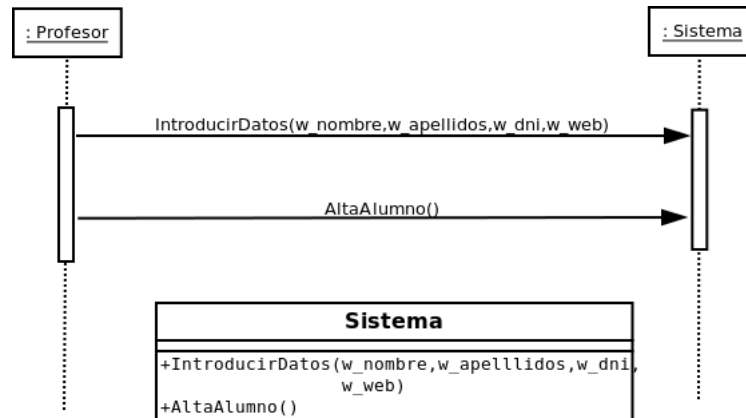 : Profesor
: Sistema
IntroducirDatos(w_nombre,w_apellidos,w_dni,w_web)
AltaAlumno()
Sistema
+IntroducirDatos(w_nombre,w_apelllidos,w_dni,
w_web)
+AltaAlumno()